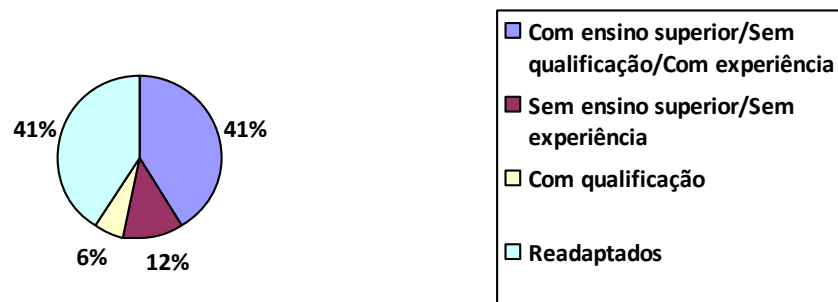 41%
41%
6%
12%
Com ensino superior/Sem
qualificação/Com experiência
Sem ensino superior/Sem
experiência
Com qualificação
Readaptados